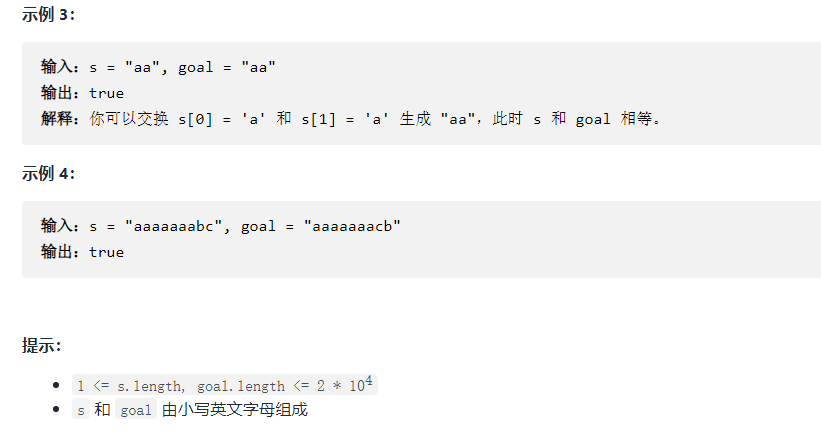 示例 3：
输入：s = "aa", goal = "aa"
输出：true
解释：你可以交换 s[0] = 'a' 和 s[1] = 'a' 生成 "aa"，此时 s 和 goal 相等。
示例 4：
输入：s = "aaaaaaabc", goal = "aaaaaaacb"
输出：true
提示：
1 <= s.length, goal.length <= 2 * 10⁴
s 和 goal 由小写英文字母组成